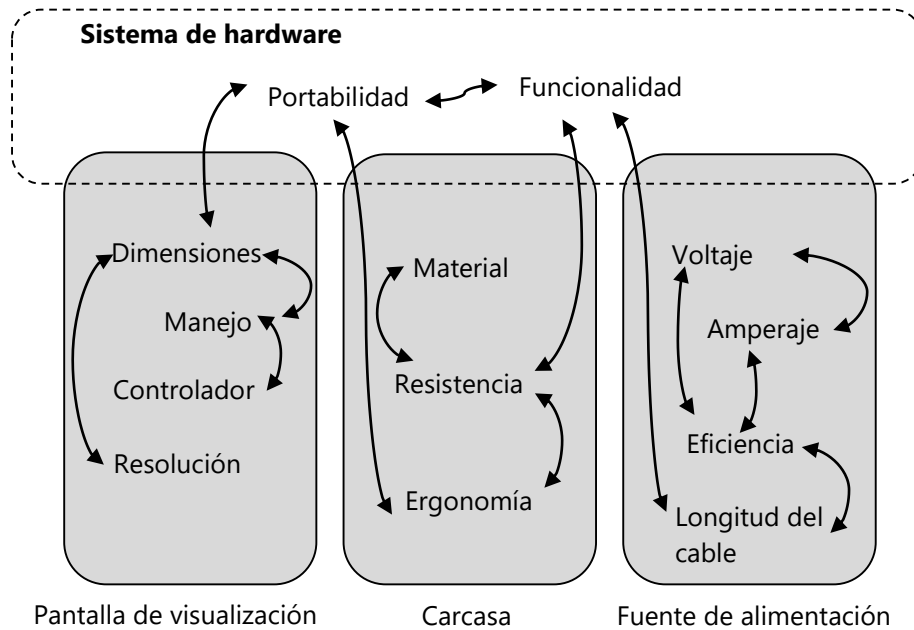 Sistema de hardware
Portabilidad
Funcionalidad
Dimensiones
Manejo
Controlador
Resolución
Material
Resistencia
Ergonomía
Voltaje
Amperaje
Eficiencia
Longitud del
cable
Pantalla de visualización
Carcasa
Fuente de alimentación